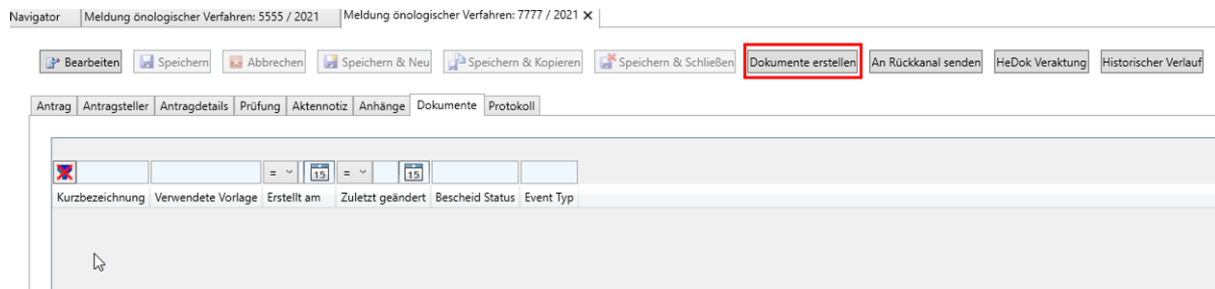 Navigator Meldung önologischer Verfahren: 5555 / 2021 Meldung önologischer Verfahren: 7777 / 2021 X
Bearbeiten Speichern Abbrechen Speichern & Neu Speichern & Kopieren Speichern & Schließen Dokumente erstellen An Rückkanal senden HeDok Veraktung Historischer Verlauf
Antrag Antragsteller Antragdetails Prüfung Aktennotiz Anhänge Dokumente Protokoll
= 15 = 15
Kurzbezeichnung Verwendete Vorlage Erstellt am Zuletzt geändert Bescheid Status Event Typ